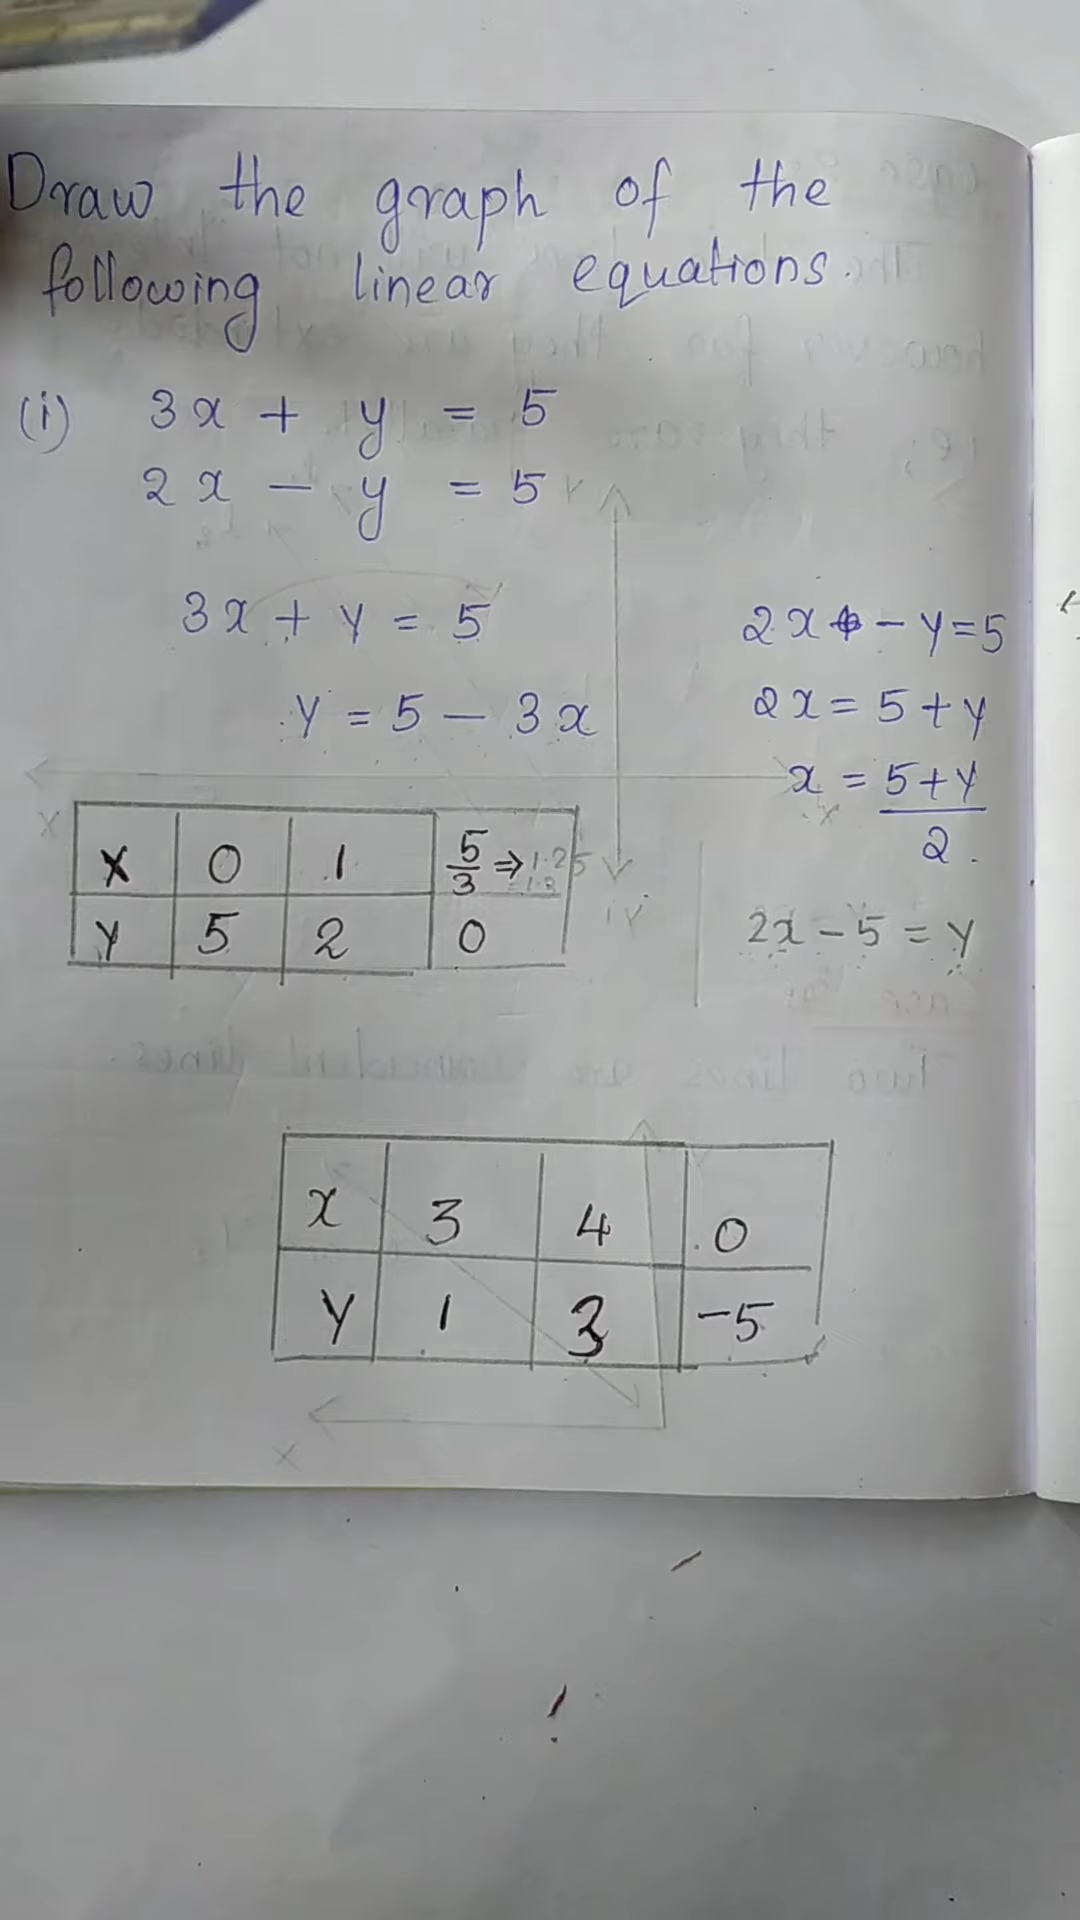 Draw the graph of the
following linear equations.
(i) 3x + y = 5
2x - y = 5
3x + y = 5
y = 5 - 3x
2x - y = 5
2x = 5 + y
x = 5 + y
2.
2x - 5 = y
x 0 1 5/3 ⇒ 1.25
y 5 2 0
x 3 4 0
y 1 3 -5